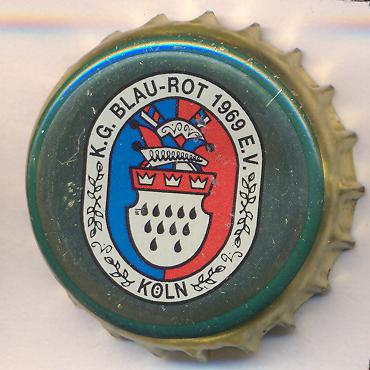 K.G. BLAU-ROT 1969 E.V.
KÖLN